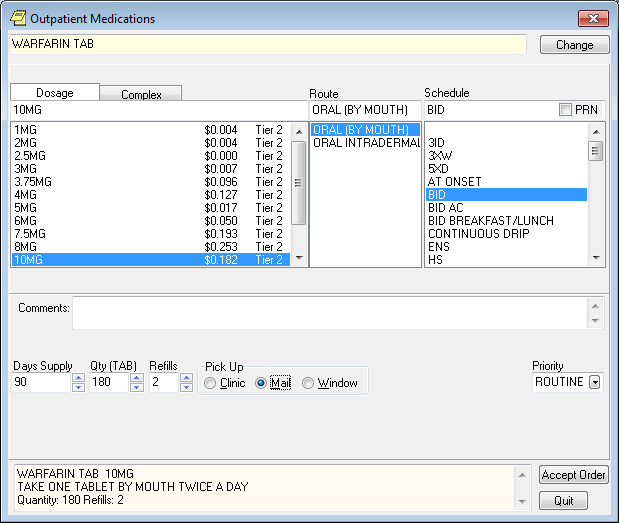 Outpatient Medications
WARFARIN TAB
Change
Dosage
Complex
Route
Schedule
10MG
ORAL (BY MOUTH)
BID
PRN
1MG $0.004 Tier 2
2MG $0.004 Tier 2
2.5MG $0.000 Tier 2
3MG $0.007 Tier 2
3.75MG $0.096 Tier 2
4MG $0.127 Tier 2
5MG $0.017 Tier 2
6MG $0.050 Tier 2
7.5MG $0.193 Tier 2
8MG $0.253 Tier 2
10MG $0.182 Tier 2
ORAL (BY MOUTH)
ORAL INTRADERMAL
3ID
3XW
5XD
AT ONSET
BID
BID AC
BID BREAKFAST/LUNCH
CONTINUOUS DRIP
ENS
HS
Comments:
Days Supply
Qty (TAB)
Refills
Pick Up
Priority
90
180
2
Clinic
Mail
Window
ROUTINE
WARFARIN TAB 10MG
TAKE ONE TABLET BY MOUTH TWICE A DAY
Quantity: 180 Refills: 2
Accept Order
Quit